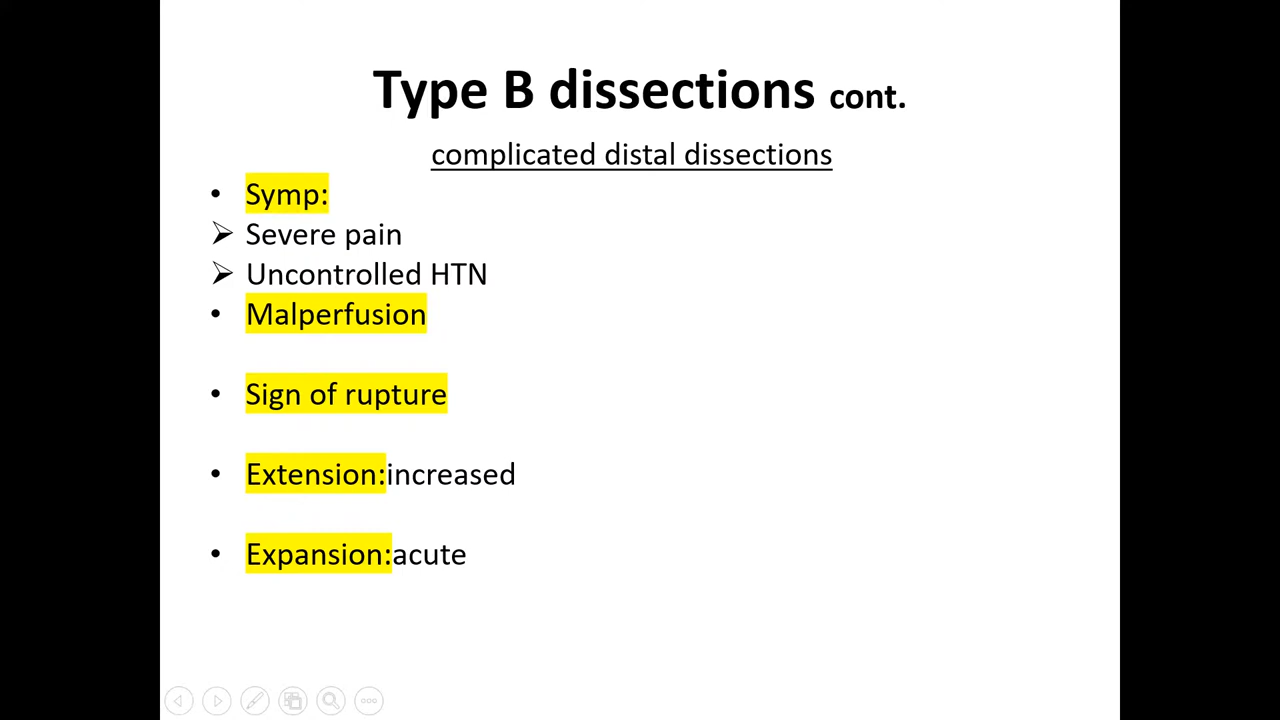 Type B dissections cont.
complicated distal dissections
• Symp:
➢ Severe pain
➢ Uncontrolled HTN
• Malperfusion
• Sign of rupture
• Extension:increased
• Expansion:acute